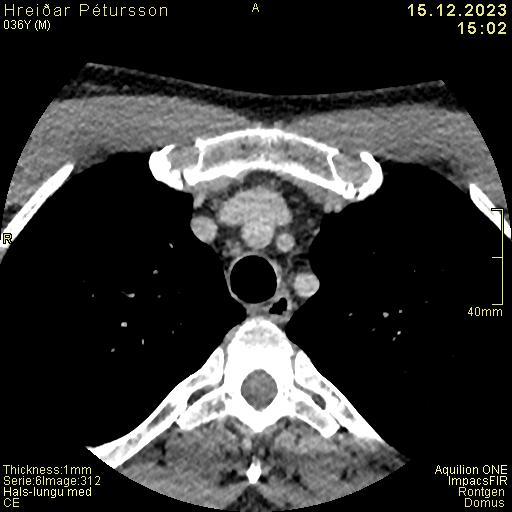 Hreiðar Pétursson
036Y (M)
A
15.12.2023
15:02
R
40mm
Thickness:1mm
Serie:6Image:312
Hals-lungu med
CE
Aquilion ONE
ImpacsFIR
Rontgen
Domus